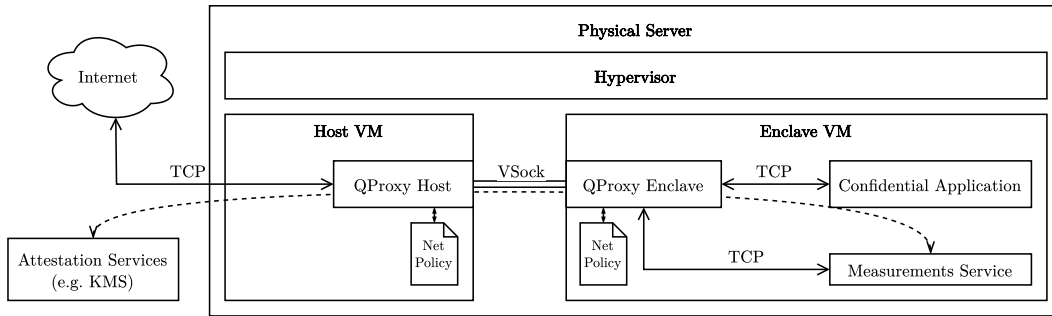 Physical Server
Hypervisor
Internet
Host VM
Enclave VM
TCP
QProxy Host
VSock
QProxy Enclave
TCP
Confidential Application
Net
Policy
Net
Policy
Attestation Services
(e.g. KMS)
TCP
Measurements Service